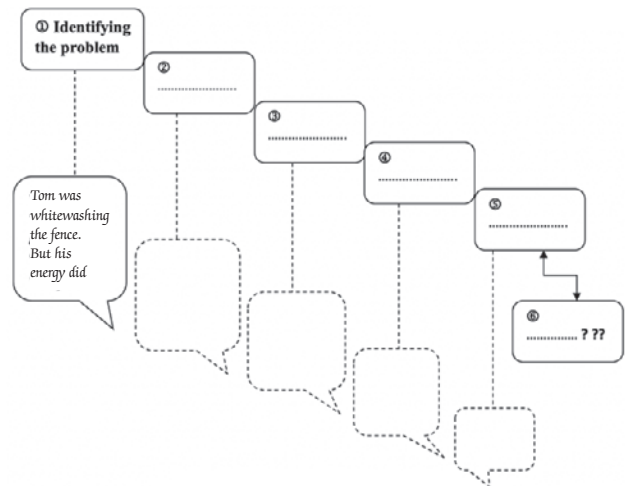 ① Identifying
the problem
②
....................
③
....................
④
....................
⑤
....................
⑥
............... ? ??
Tom was
whitewashing
the fence.
But his
energy did